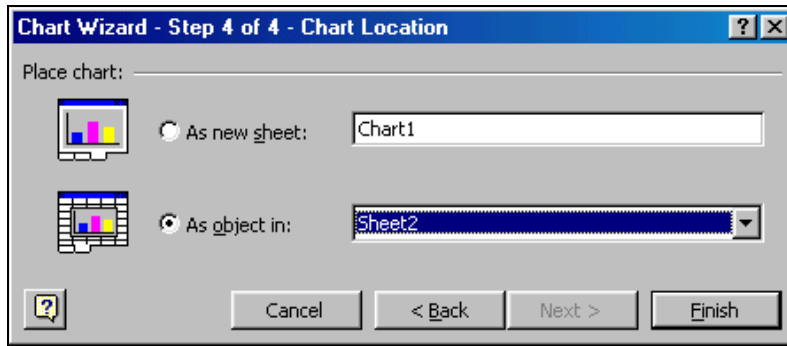 Chart Wizard - Step 4 of 4 - Chart Location
Place chart:
As new sheet: Chart1
As object in: Sheet2
Cancel < Back Next > Finish